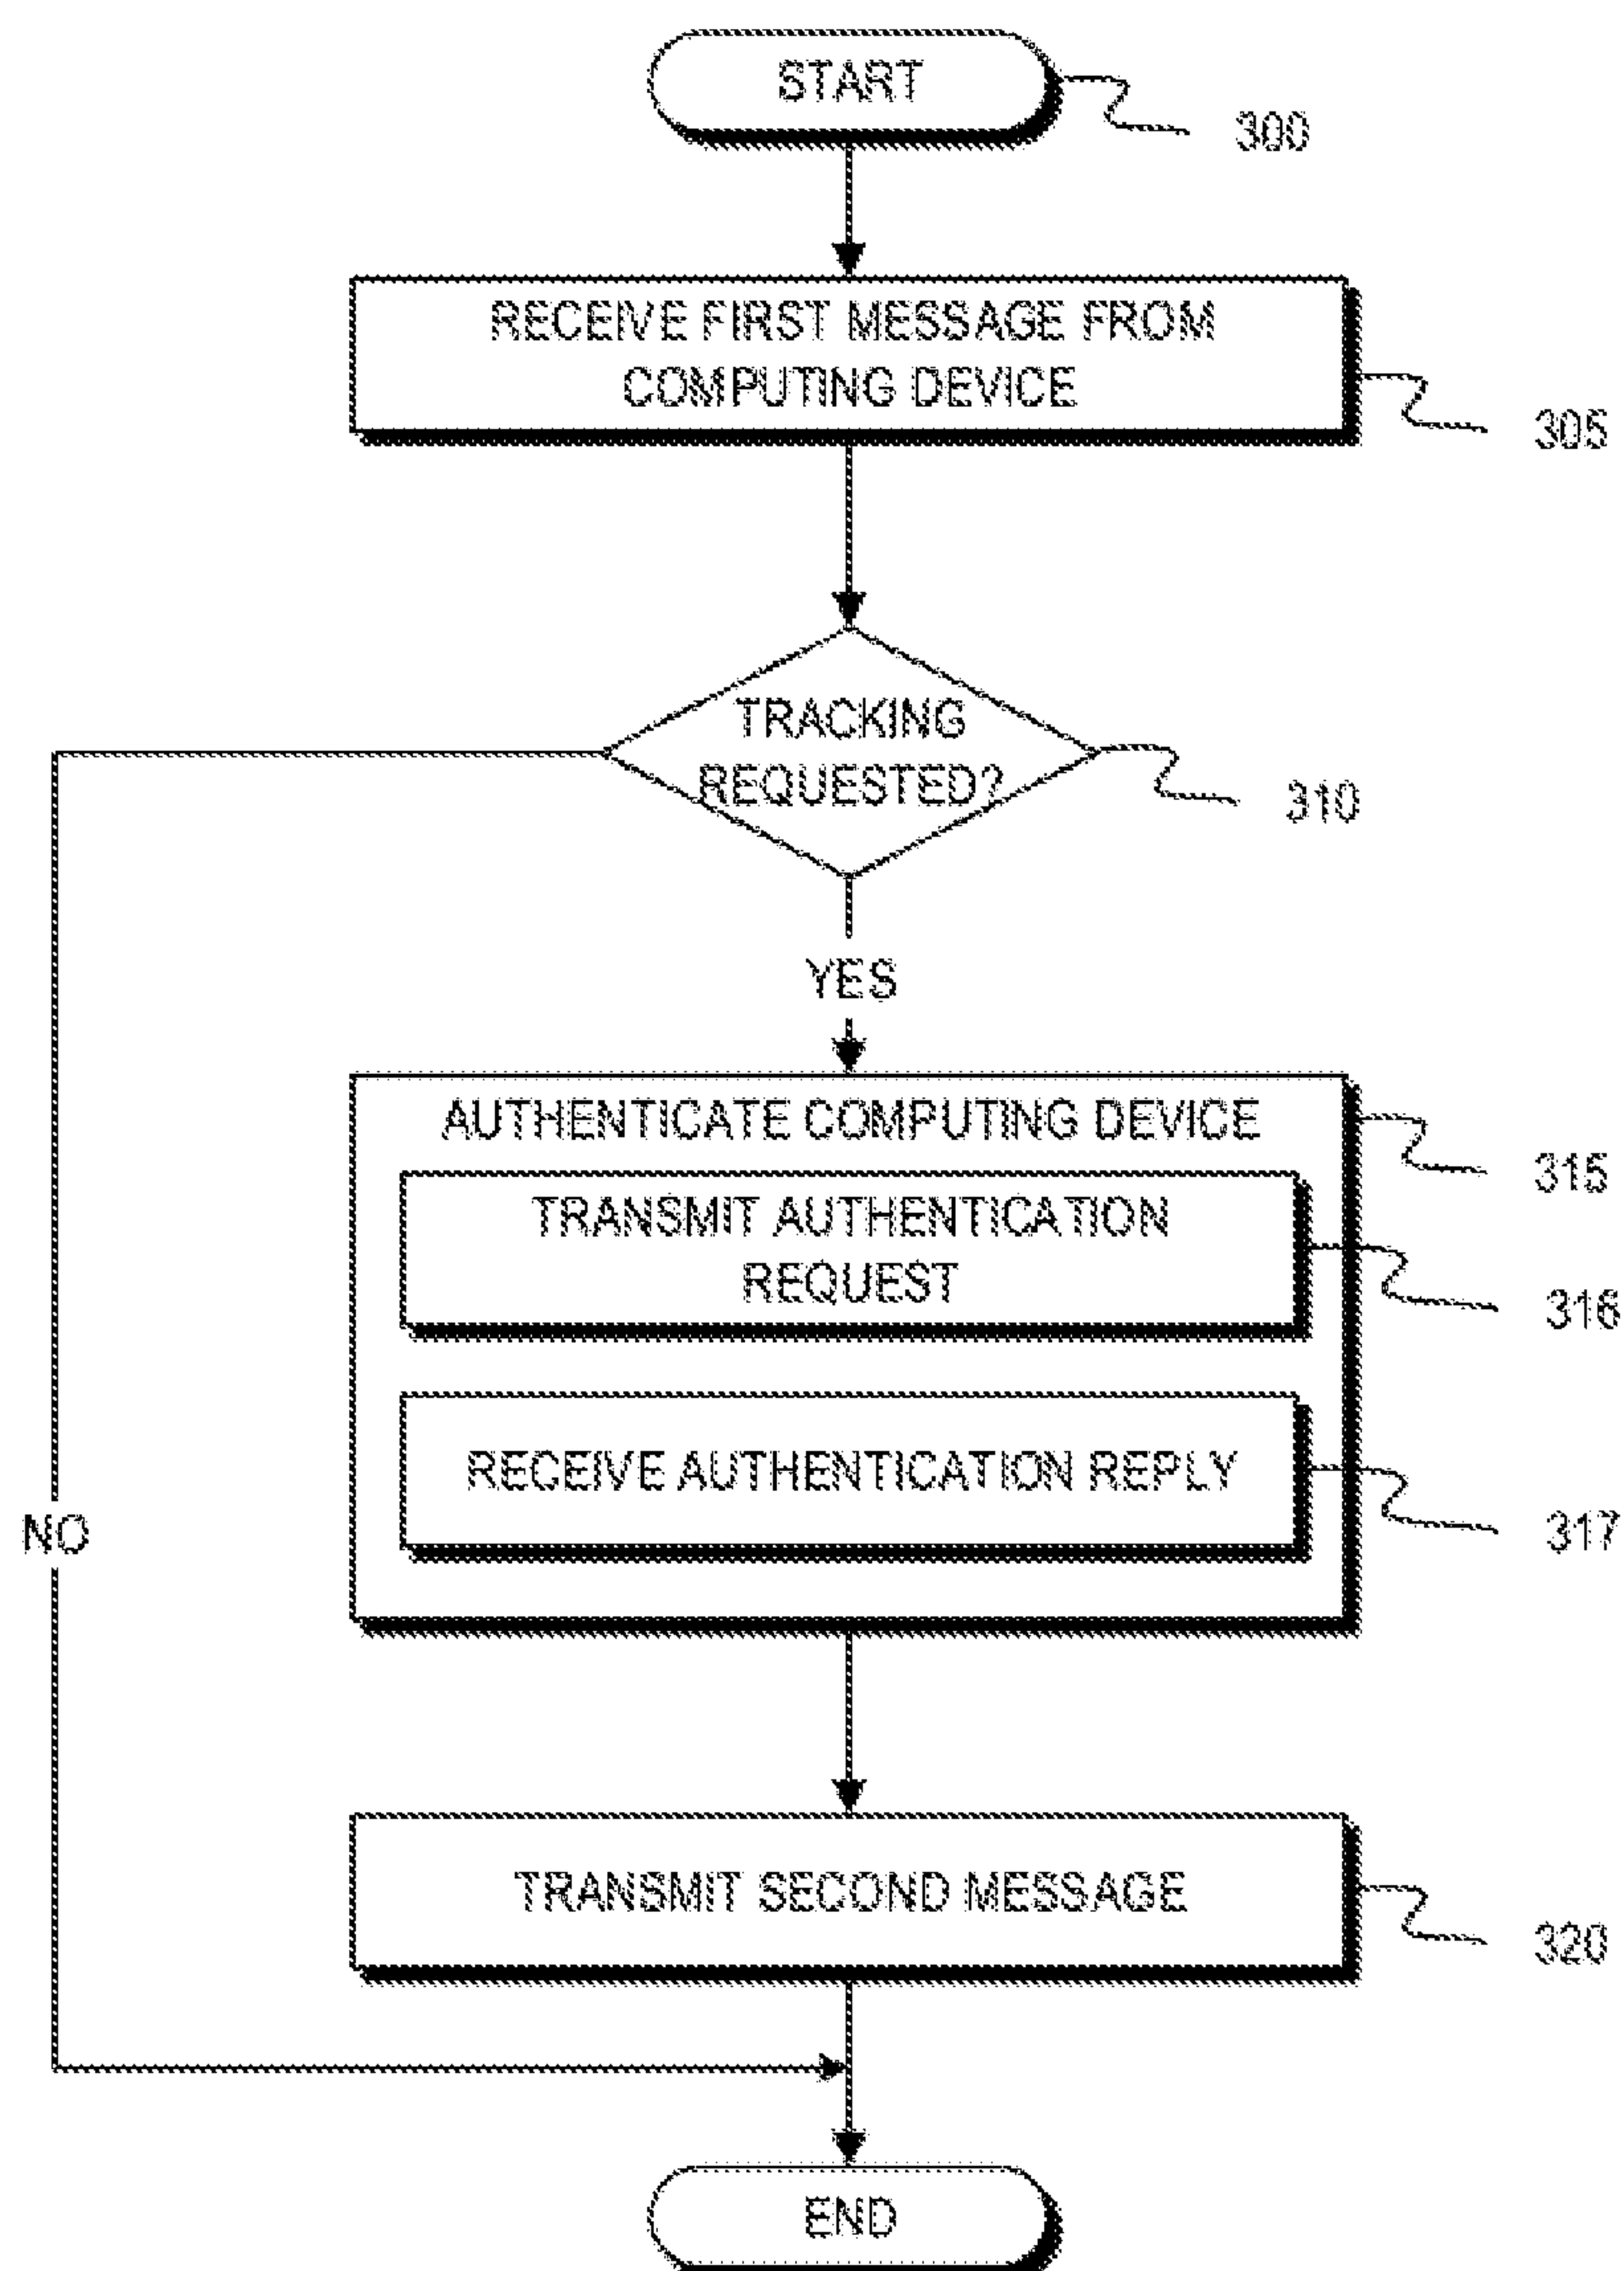 START
300
RECEIVE FIRST MESSAGE FROM
COMPUTING DEVICE
305
TRACKING
REQUESTED?
310
YES
AUTHENTICATE COMPUTING DEVICE
315
TRANSMIT AUTHENTICATION
REQUEST
316
RECEIVE AUTHENTICATION REPLY
317
NO
TRANSMIT SECOND MESSAGE
320
END